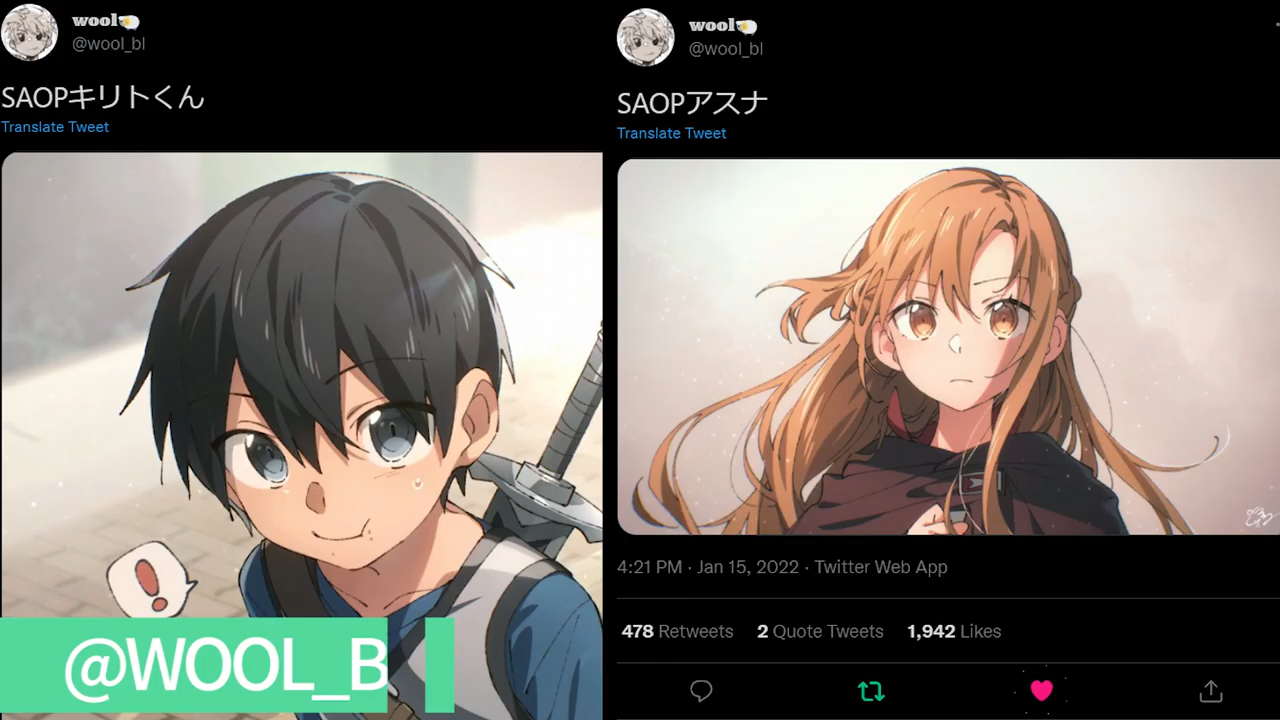 wool
@wool_bl
SAOPキリトくん
Translate Tweet
!
@WOOL_B
wool
@wool_bl
SAOPアスナ
Translate Tweet
4:21 PM · Jan 15, 2022 · Twitter Web App
478 Retweets 2 Quote Tweets 1,942 Likes